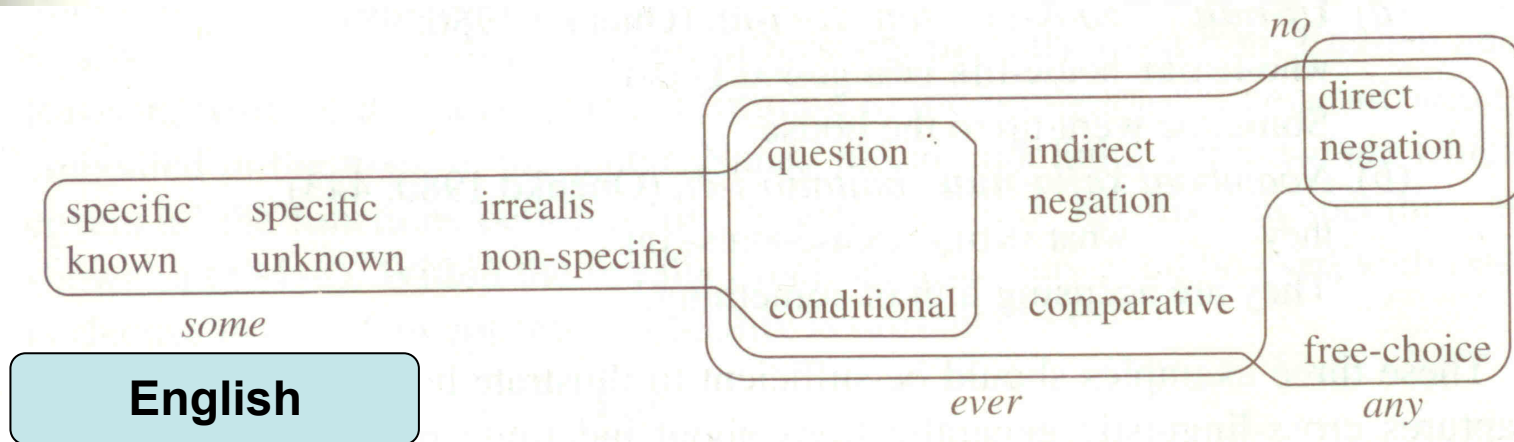 no
direct
negation
question
indirect
negation
specific
known
specific
unknown
irrealis
non-specific
conditional
comparative
free-choice
some
ever
any
English